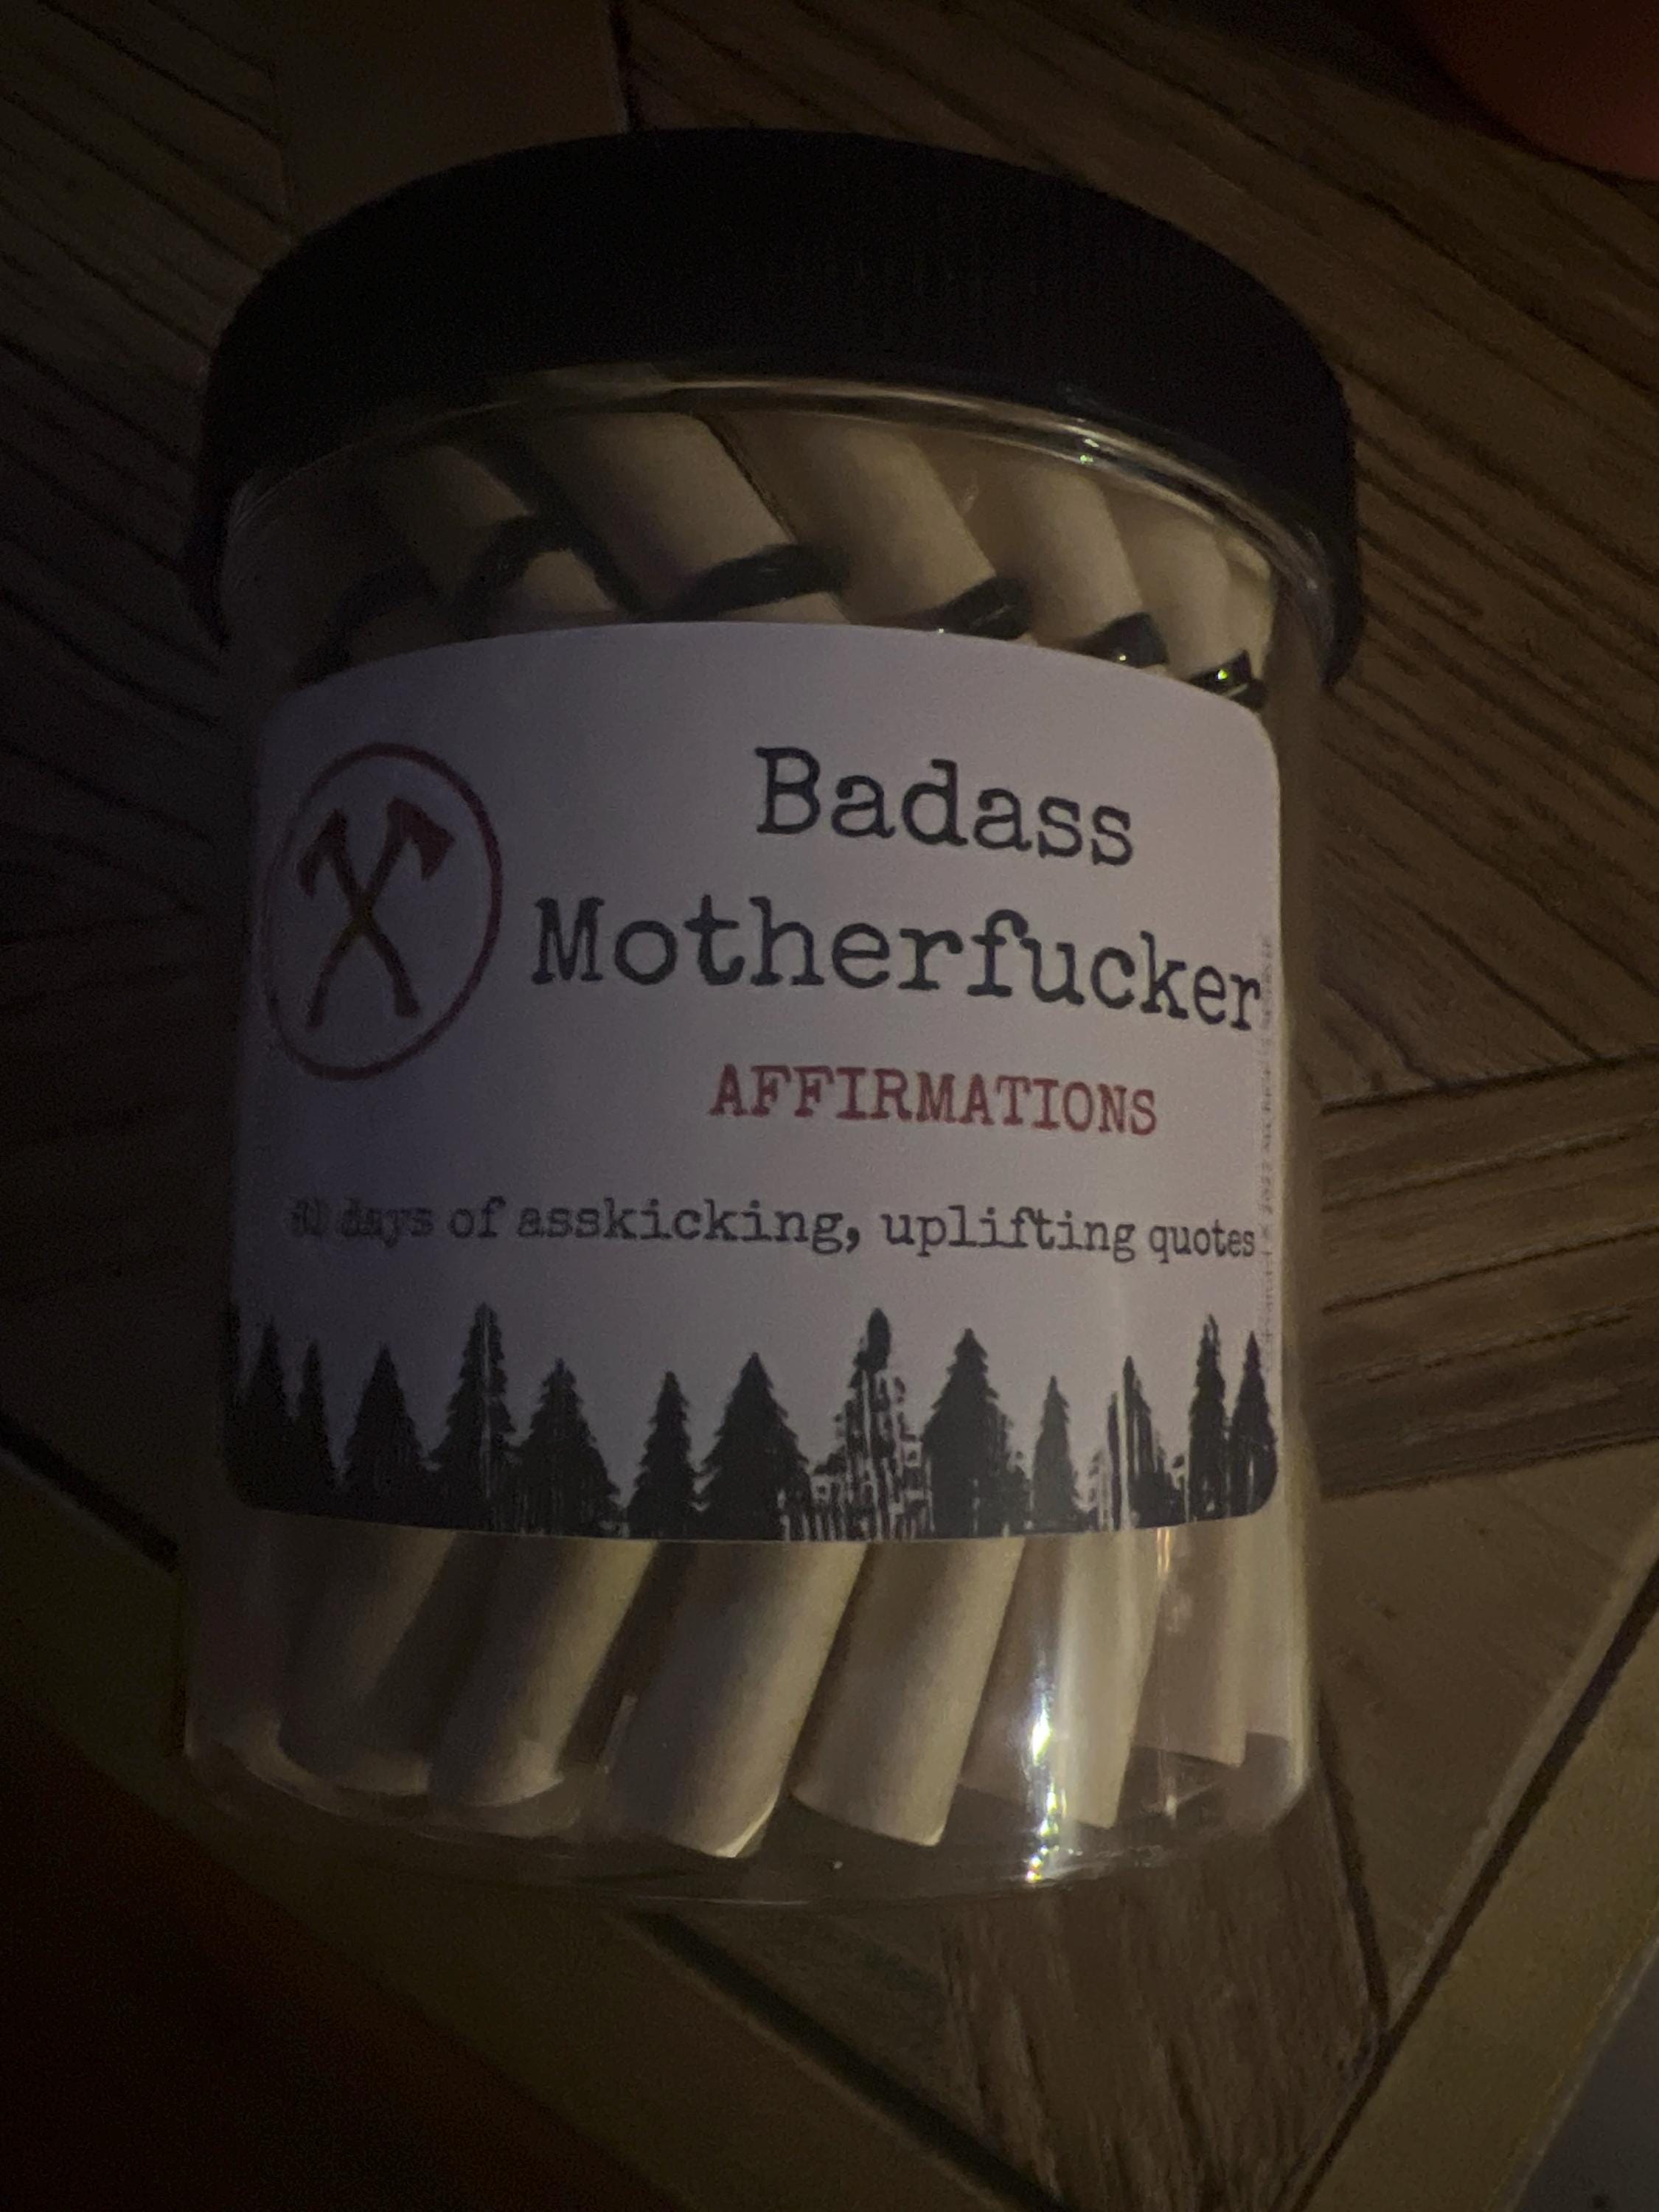 Badass
Motherfucker
AFFIRMATIONS
days of asskicking, uplifting quotes